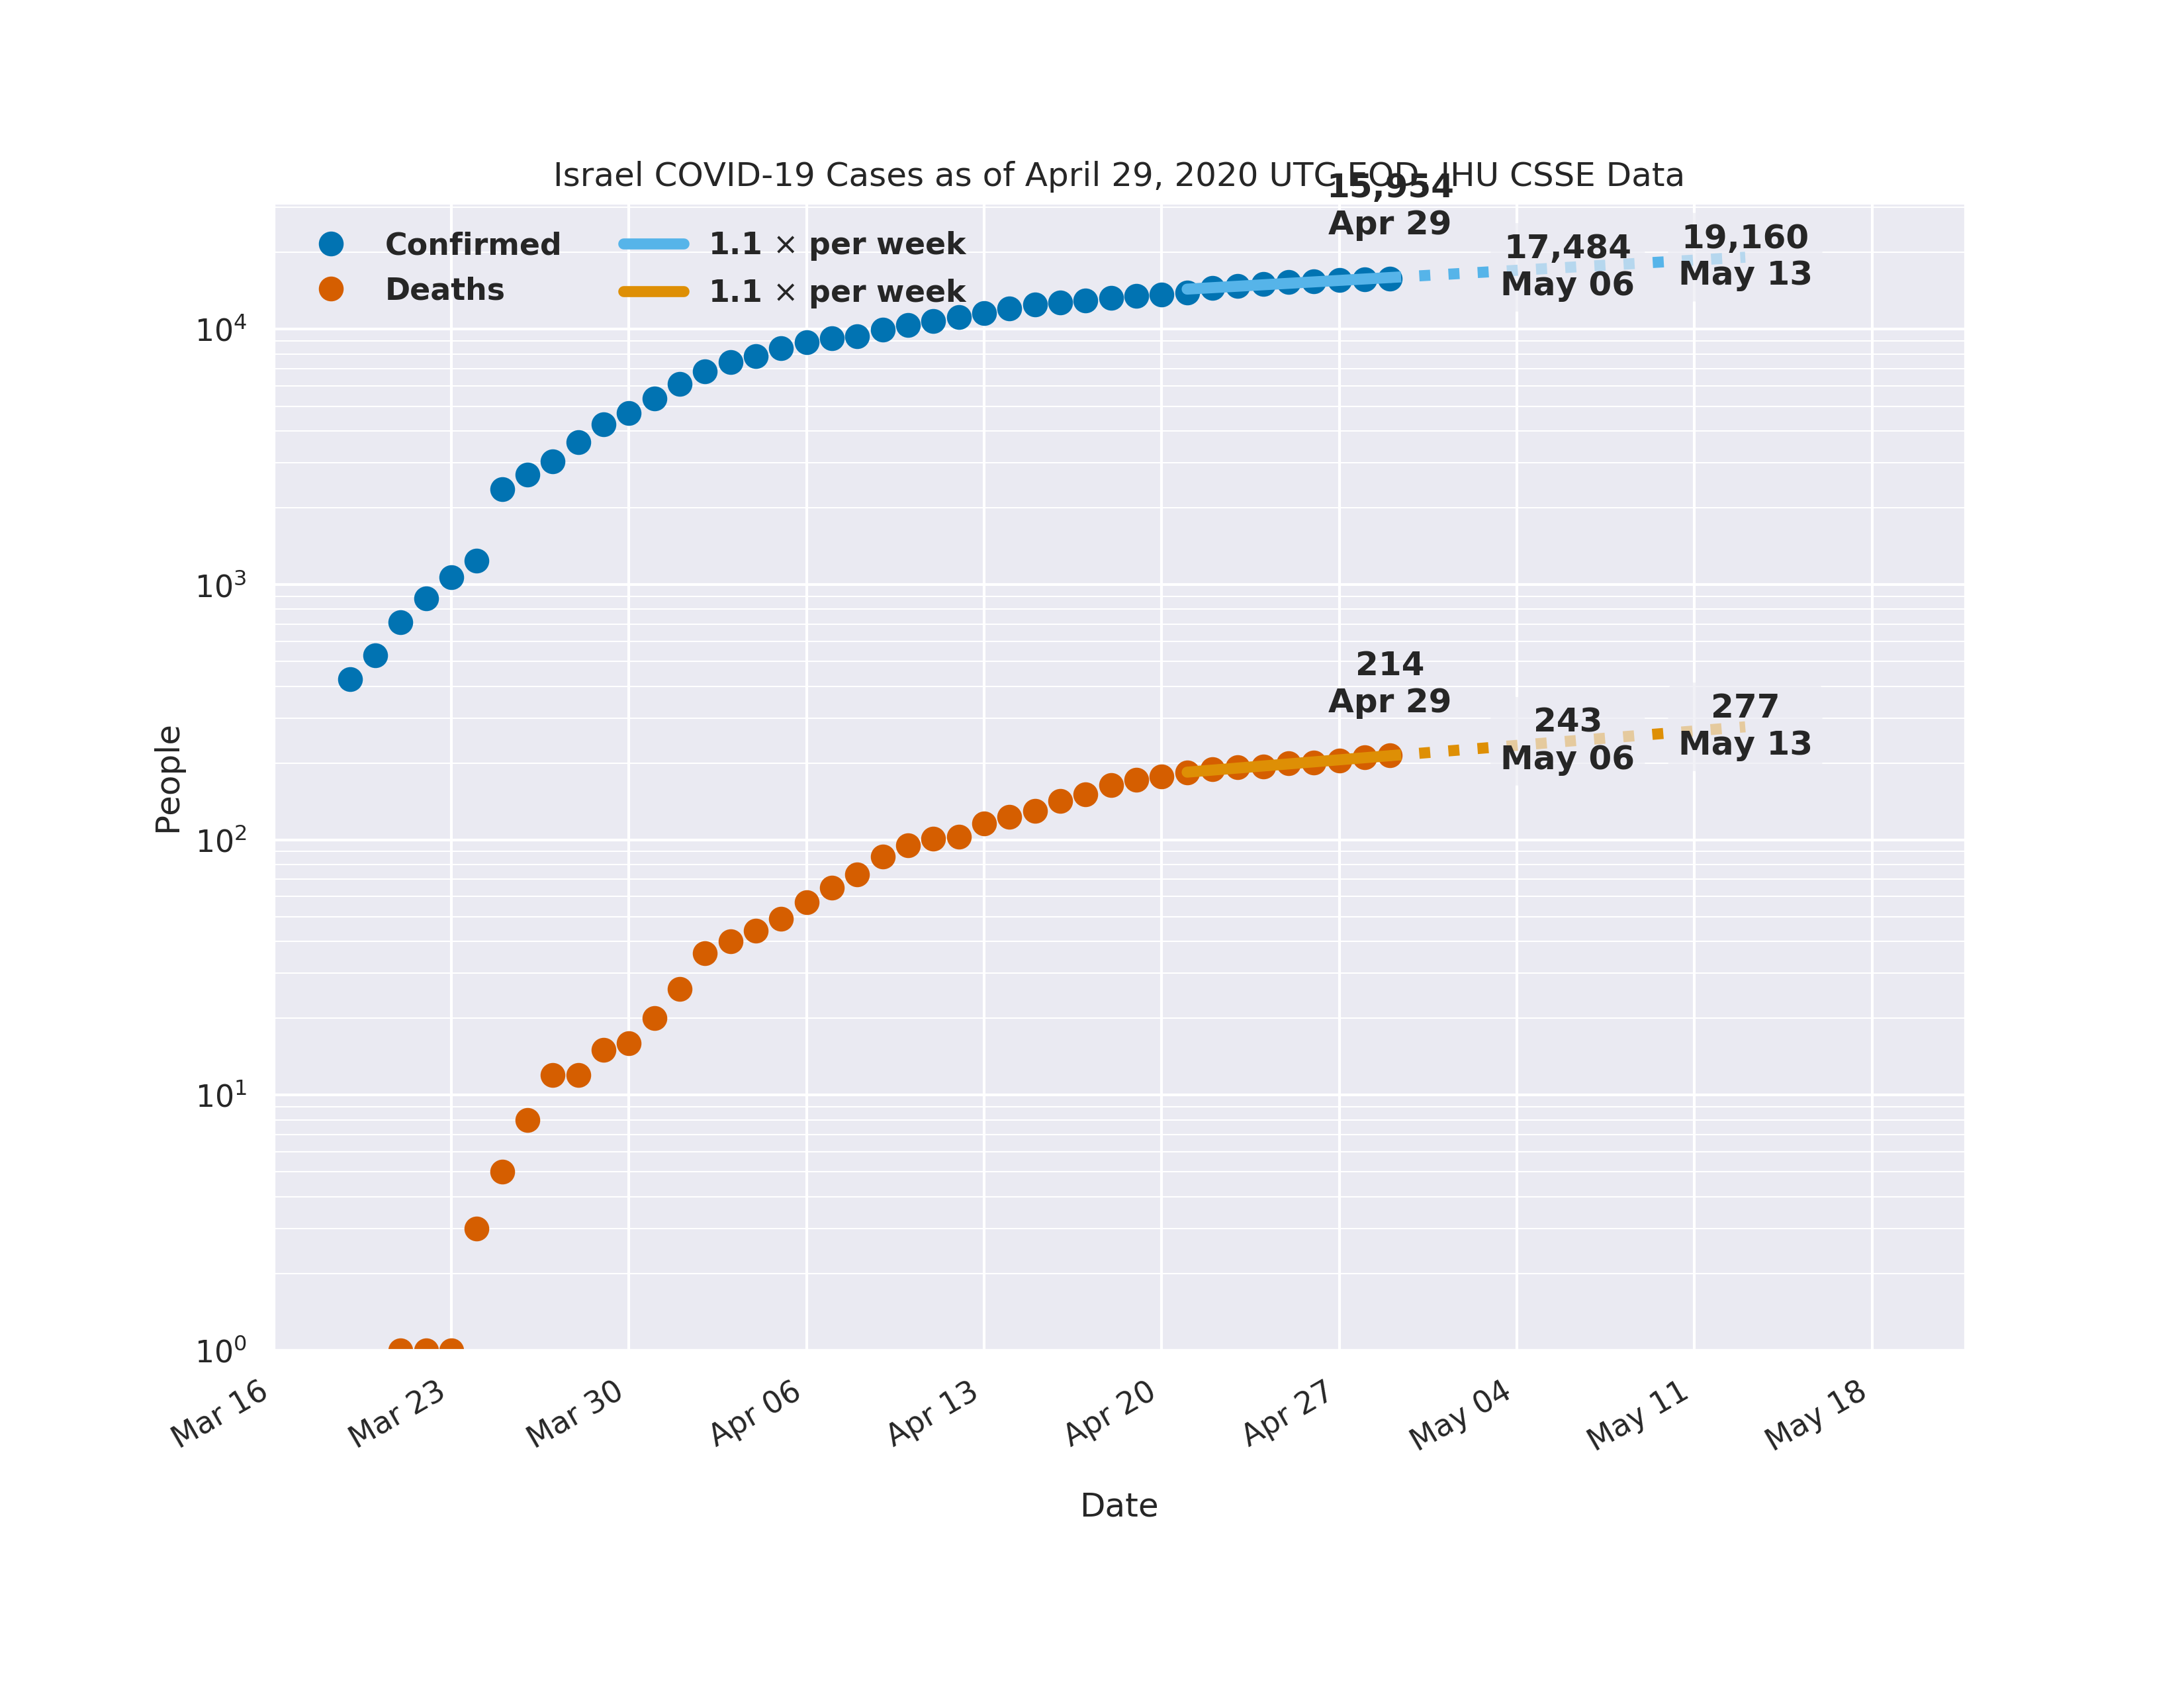 Israel COVID-19 Cases as of April 29, 2020 UTC EOD. JHU CSSE Data
15,954
Apr 29
17,484
May 06
19,160
May 13
Confirmed
Deaths
1.1 × per week
1.1 × per week
214
Apr 29
243
May 06
277
May 13
People
10⁴
10³
10²
10¹
10⁰
Mar 16
Mar 23
Mar 30
Apr 06
Apr 13
Apr 20
Apr 27
May 04
May 11
May 18
Date